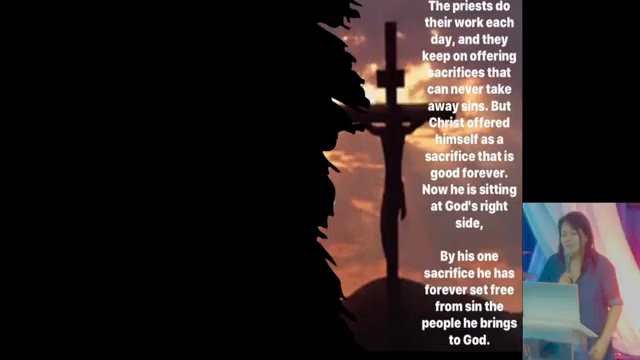 The priests do
their work each
day, and they
keep on offering
sacrifices that
can never take
away sins. But
Christ offered
himself as a
sacrifice that is
good forever.
Now he is sitting
at God's right
side,
By his one
sacrifice he has
forever set free
from sin the
people he brings
to God.